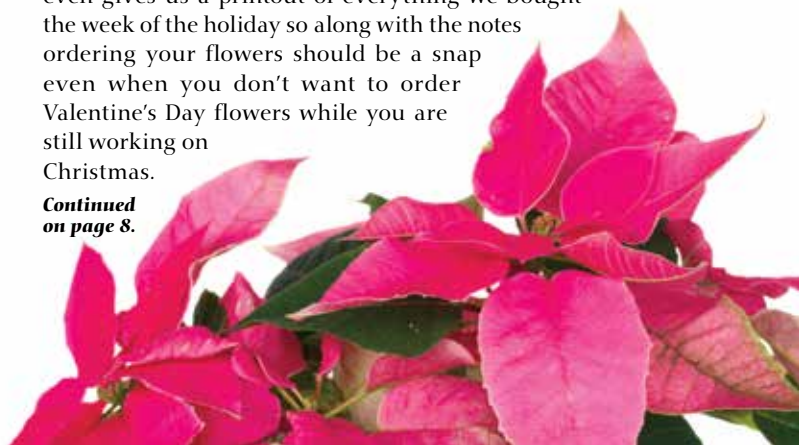 even gives us a printout of everything we bought
the week of the holiday so along with the notes
ordering your flowers should be a snap
even when you don't want to order
Valentine's Day flowers while you are
still working on
Christmas.
Continued
on page 8.